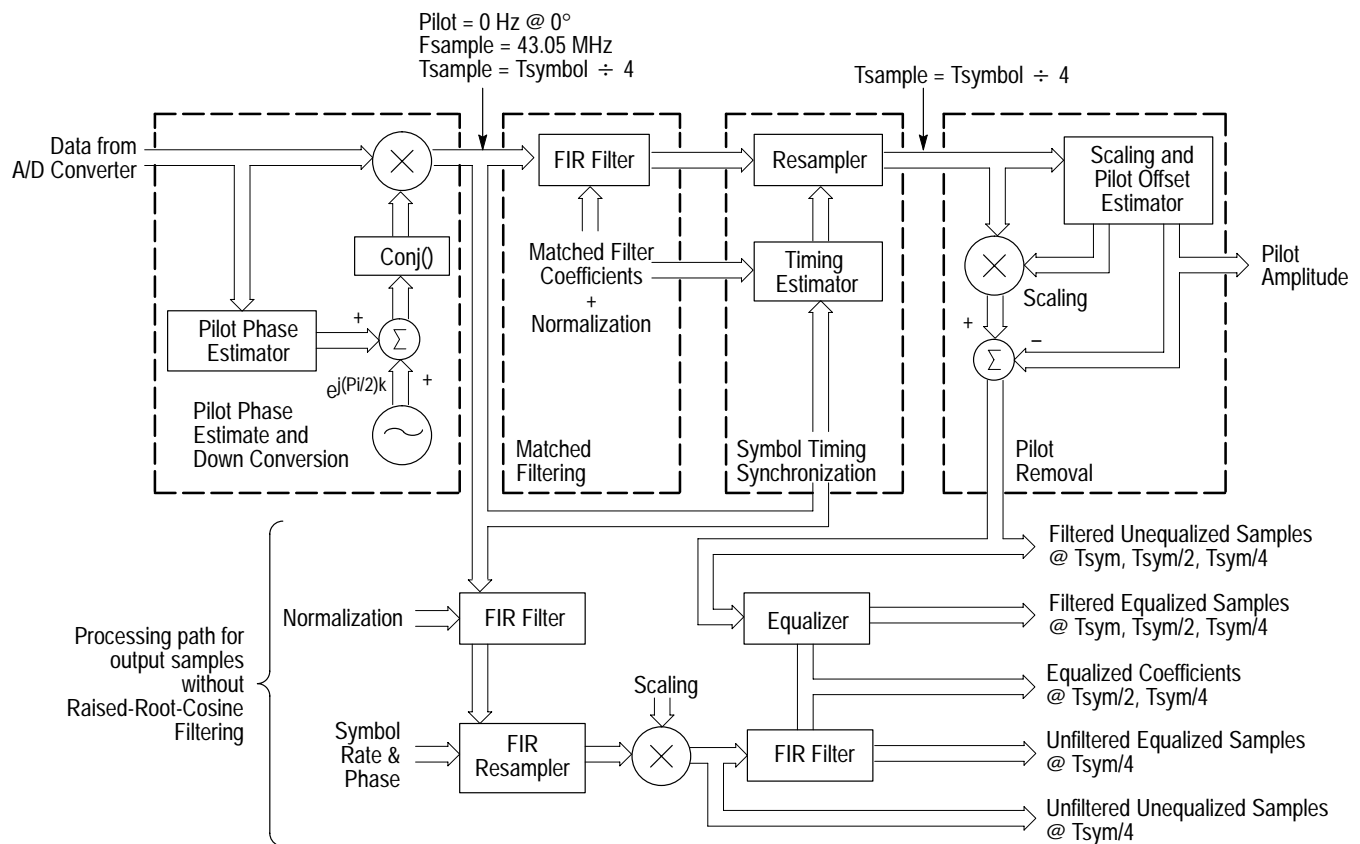 Pilot = 0 Hz @ 0°
Fsample = 43.05 MHz
Tsample = Tsymbol ÷ 4
Tsample = Tsymbol ÷ 4
Data from
A/D Converter
FIR Filter
Resampler
Scaling and
Pilot Offset
Estimator
Conj()
Matched Filter
Coefficients
+
Normalization
Timing
Estimator
Scaling
Pilot
Amplitude
Pilot Phase
Estimator
+
Σ
+
Σ
–
e^j(Pi/2)k
+
Pilot Phase
Estimate and
Down Conversion
Matched
Filtering
Symbol Timing
Synchronization
Pilot
Removal
Filtered Unequalized Samples
@ Tsym, Tsym/2, Tsym/4
Normalization
FIR Filter
Equalizer
Filtered Equalized Samples
@ Tsym, Tsym/2, Tsym/4
Processing path for
output samples
without
Raised-Root-Cosine
Filtering
Equalized Coefficients
@ Tsym/2, Tsym/4
Scaling
Symbol
Rate &
Phase
FIR
Resampler
FIR Filter
Unfiltered Equalized Samples
@ Tsym/4
Unfiltered Unequalized Samples
@ Tsym/4